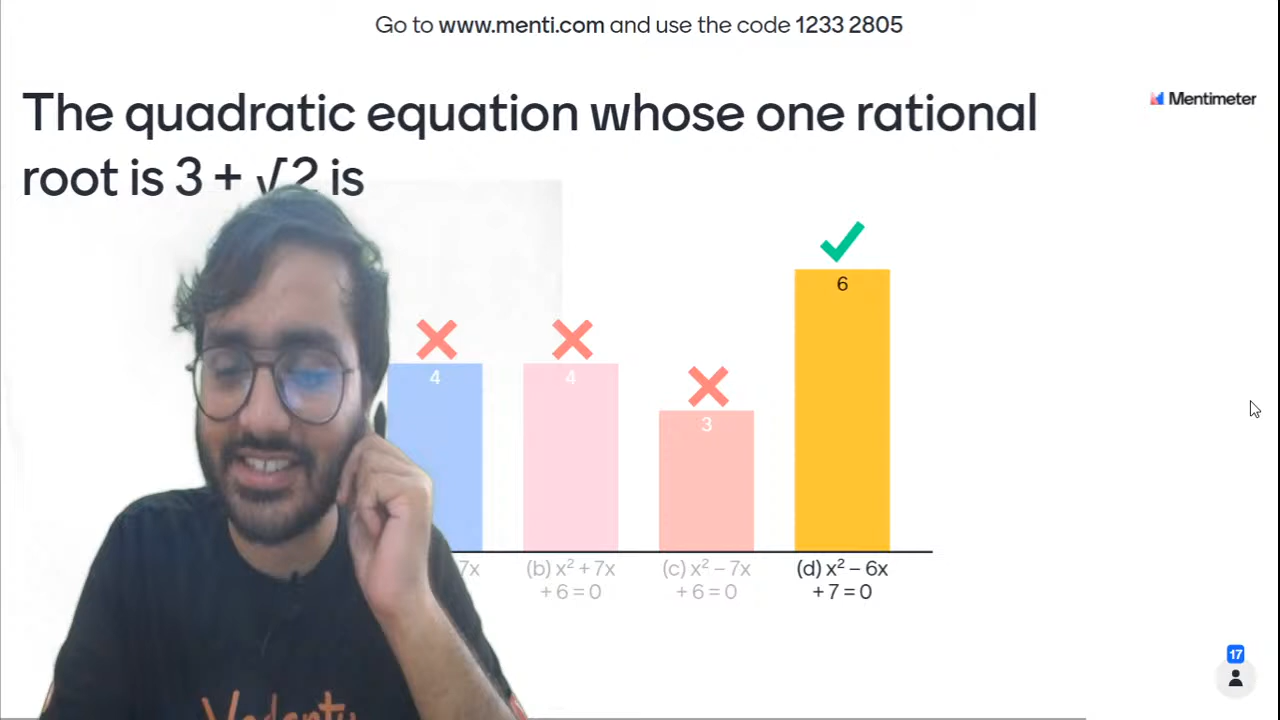 Go to www.menti.com and use the code 1233 2805
The quadratic equation whose one rational
root is 3 + √2 is
Mentimeter
4
4
3
6
7x
(b) x² + 7x
+ 6 = 0
(c) x² – 7x
+ 6 = 0
(d) x² – 6x
+ 7 = 0
17